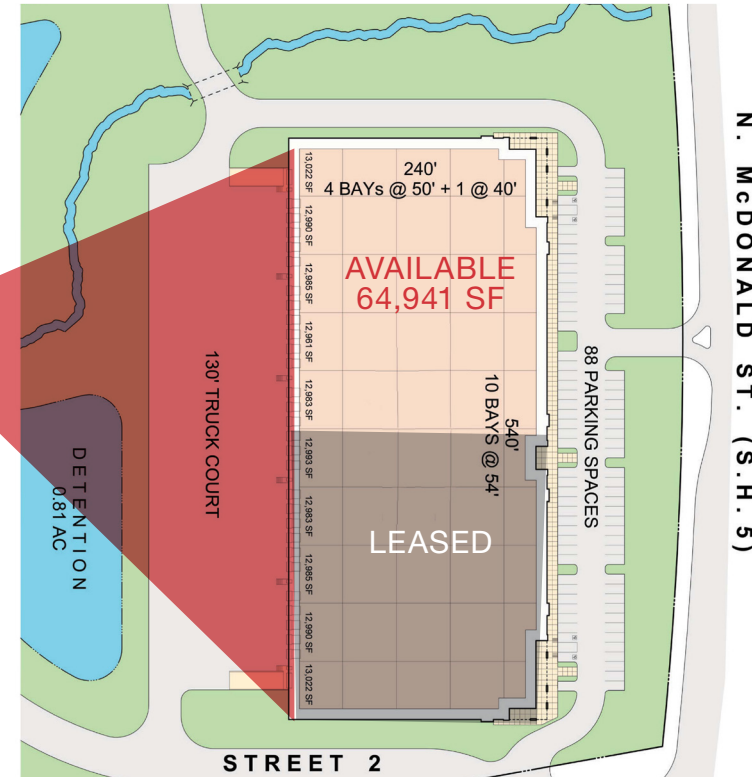 N. McDONALD ST. (S.H. 5)
240'
4 BAYs @ 50' + 1 @ 40'
AVAILABLE
64,941 SF
13,022 SF
12,990 SF
12,985 SF
12,961 SF
12,983 SF
12,993 SF
12,983 SF
12,985 SF
12,990 SF
13,022 SF
540'
10 BAYS @ 54'
88 PARKING SPACES
130' TRUCK COURT
LEASED
DETENTION
0.81 AC
STREET 2